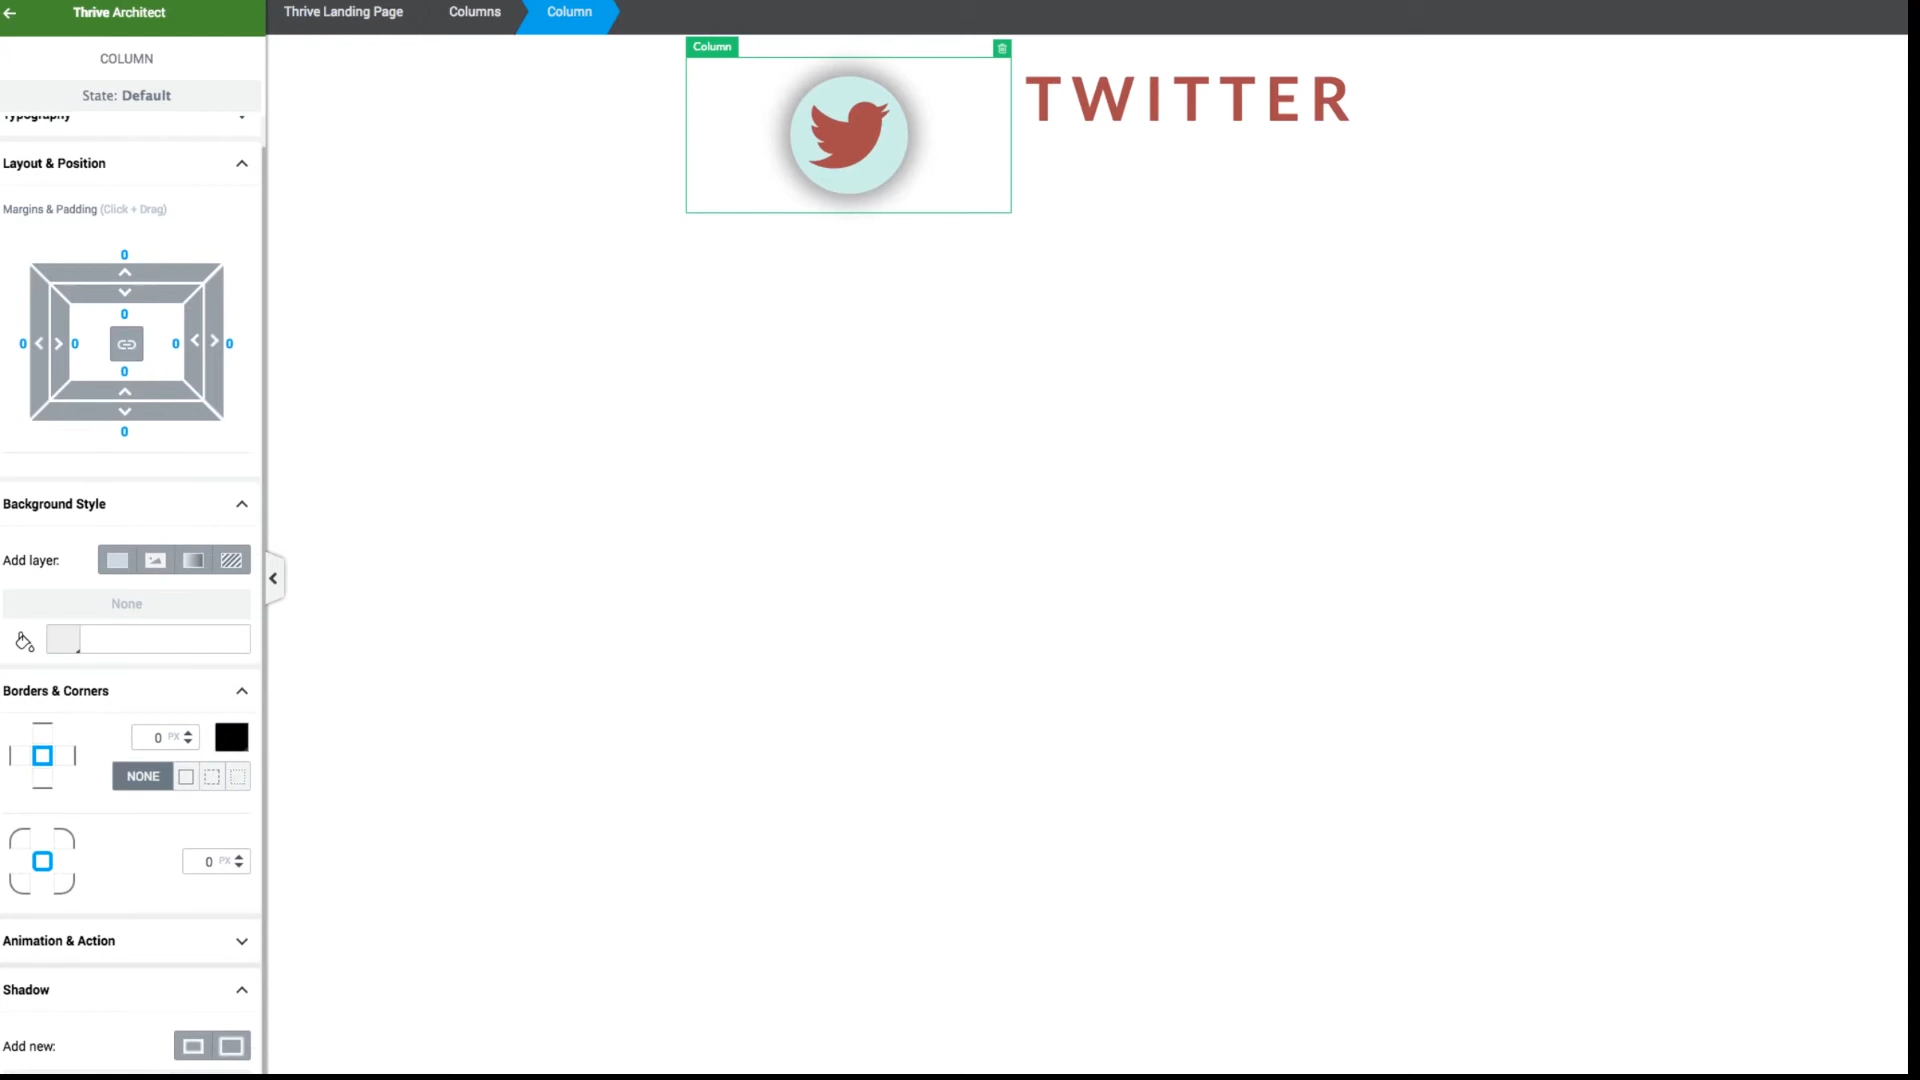 Thrive Architect
Thrive Landing Page
Columns
Column
COLUMN
State: Default
Typography
Layout & Position
Margins & Padding (Click + Drag)
0
0
0 0 0 0
0
0
Background Style
Add layer:
None
Borders & Corners
0 PX
NONE
0 PX
Animation & Action
Shadow
Add new:
Column
TWITTER